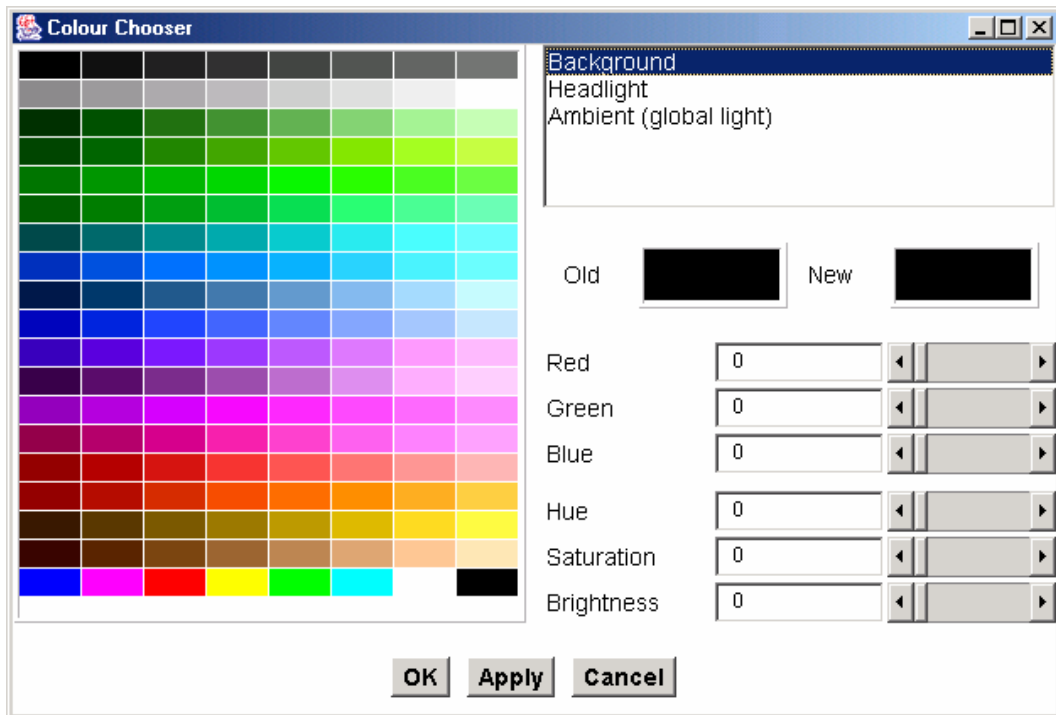 Colour Chooser
Background
Headlight
Ambient (global light)
Old
New
Red 0
Green 0
Blue 0
Hue 0
Saturation 0
Brightness 0
OK Apply Cancel